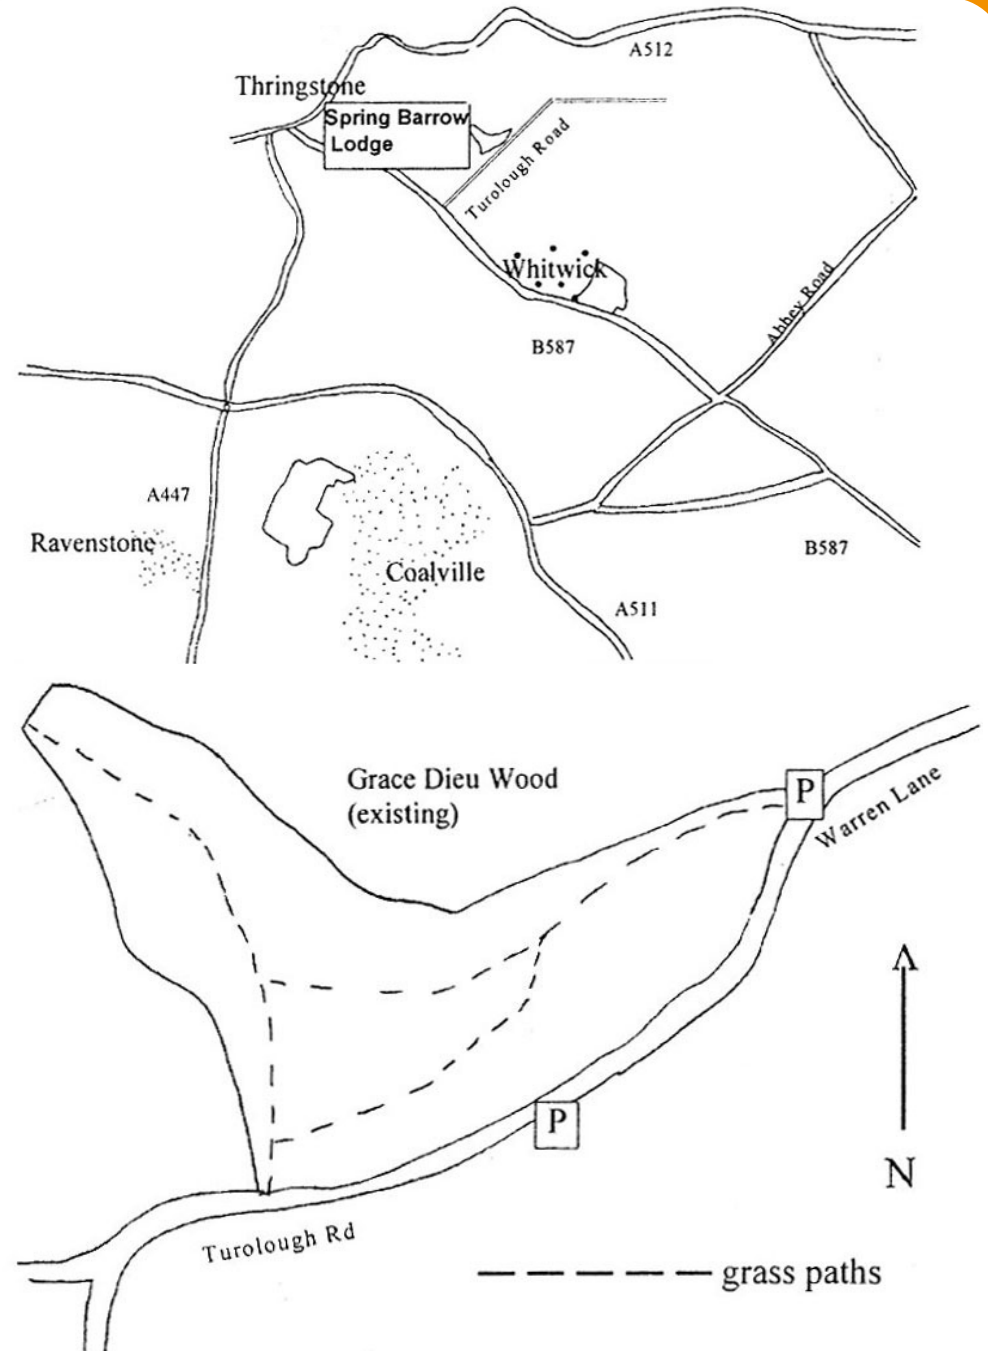 A512
Thringstone
Spring Barrow
Lodge
Turolough Road
Whitwick
Abbey Road
B587
A447
Ravenstone
Coalville
B587
A511
Grace Dieu Wood
(existing)
P
Warren Lane
P
N
Turolough Rd
grass paths